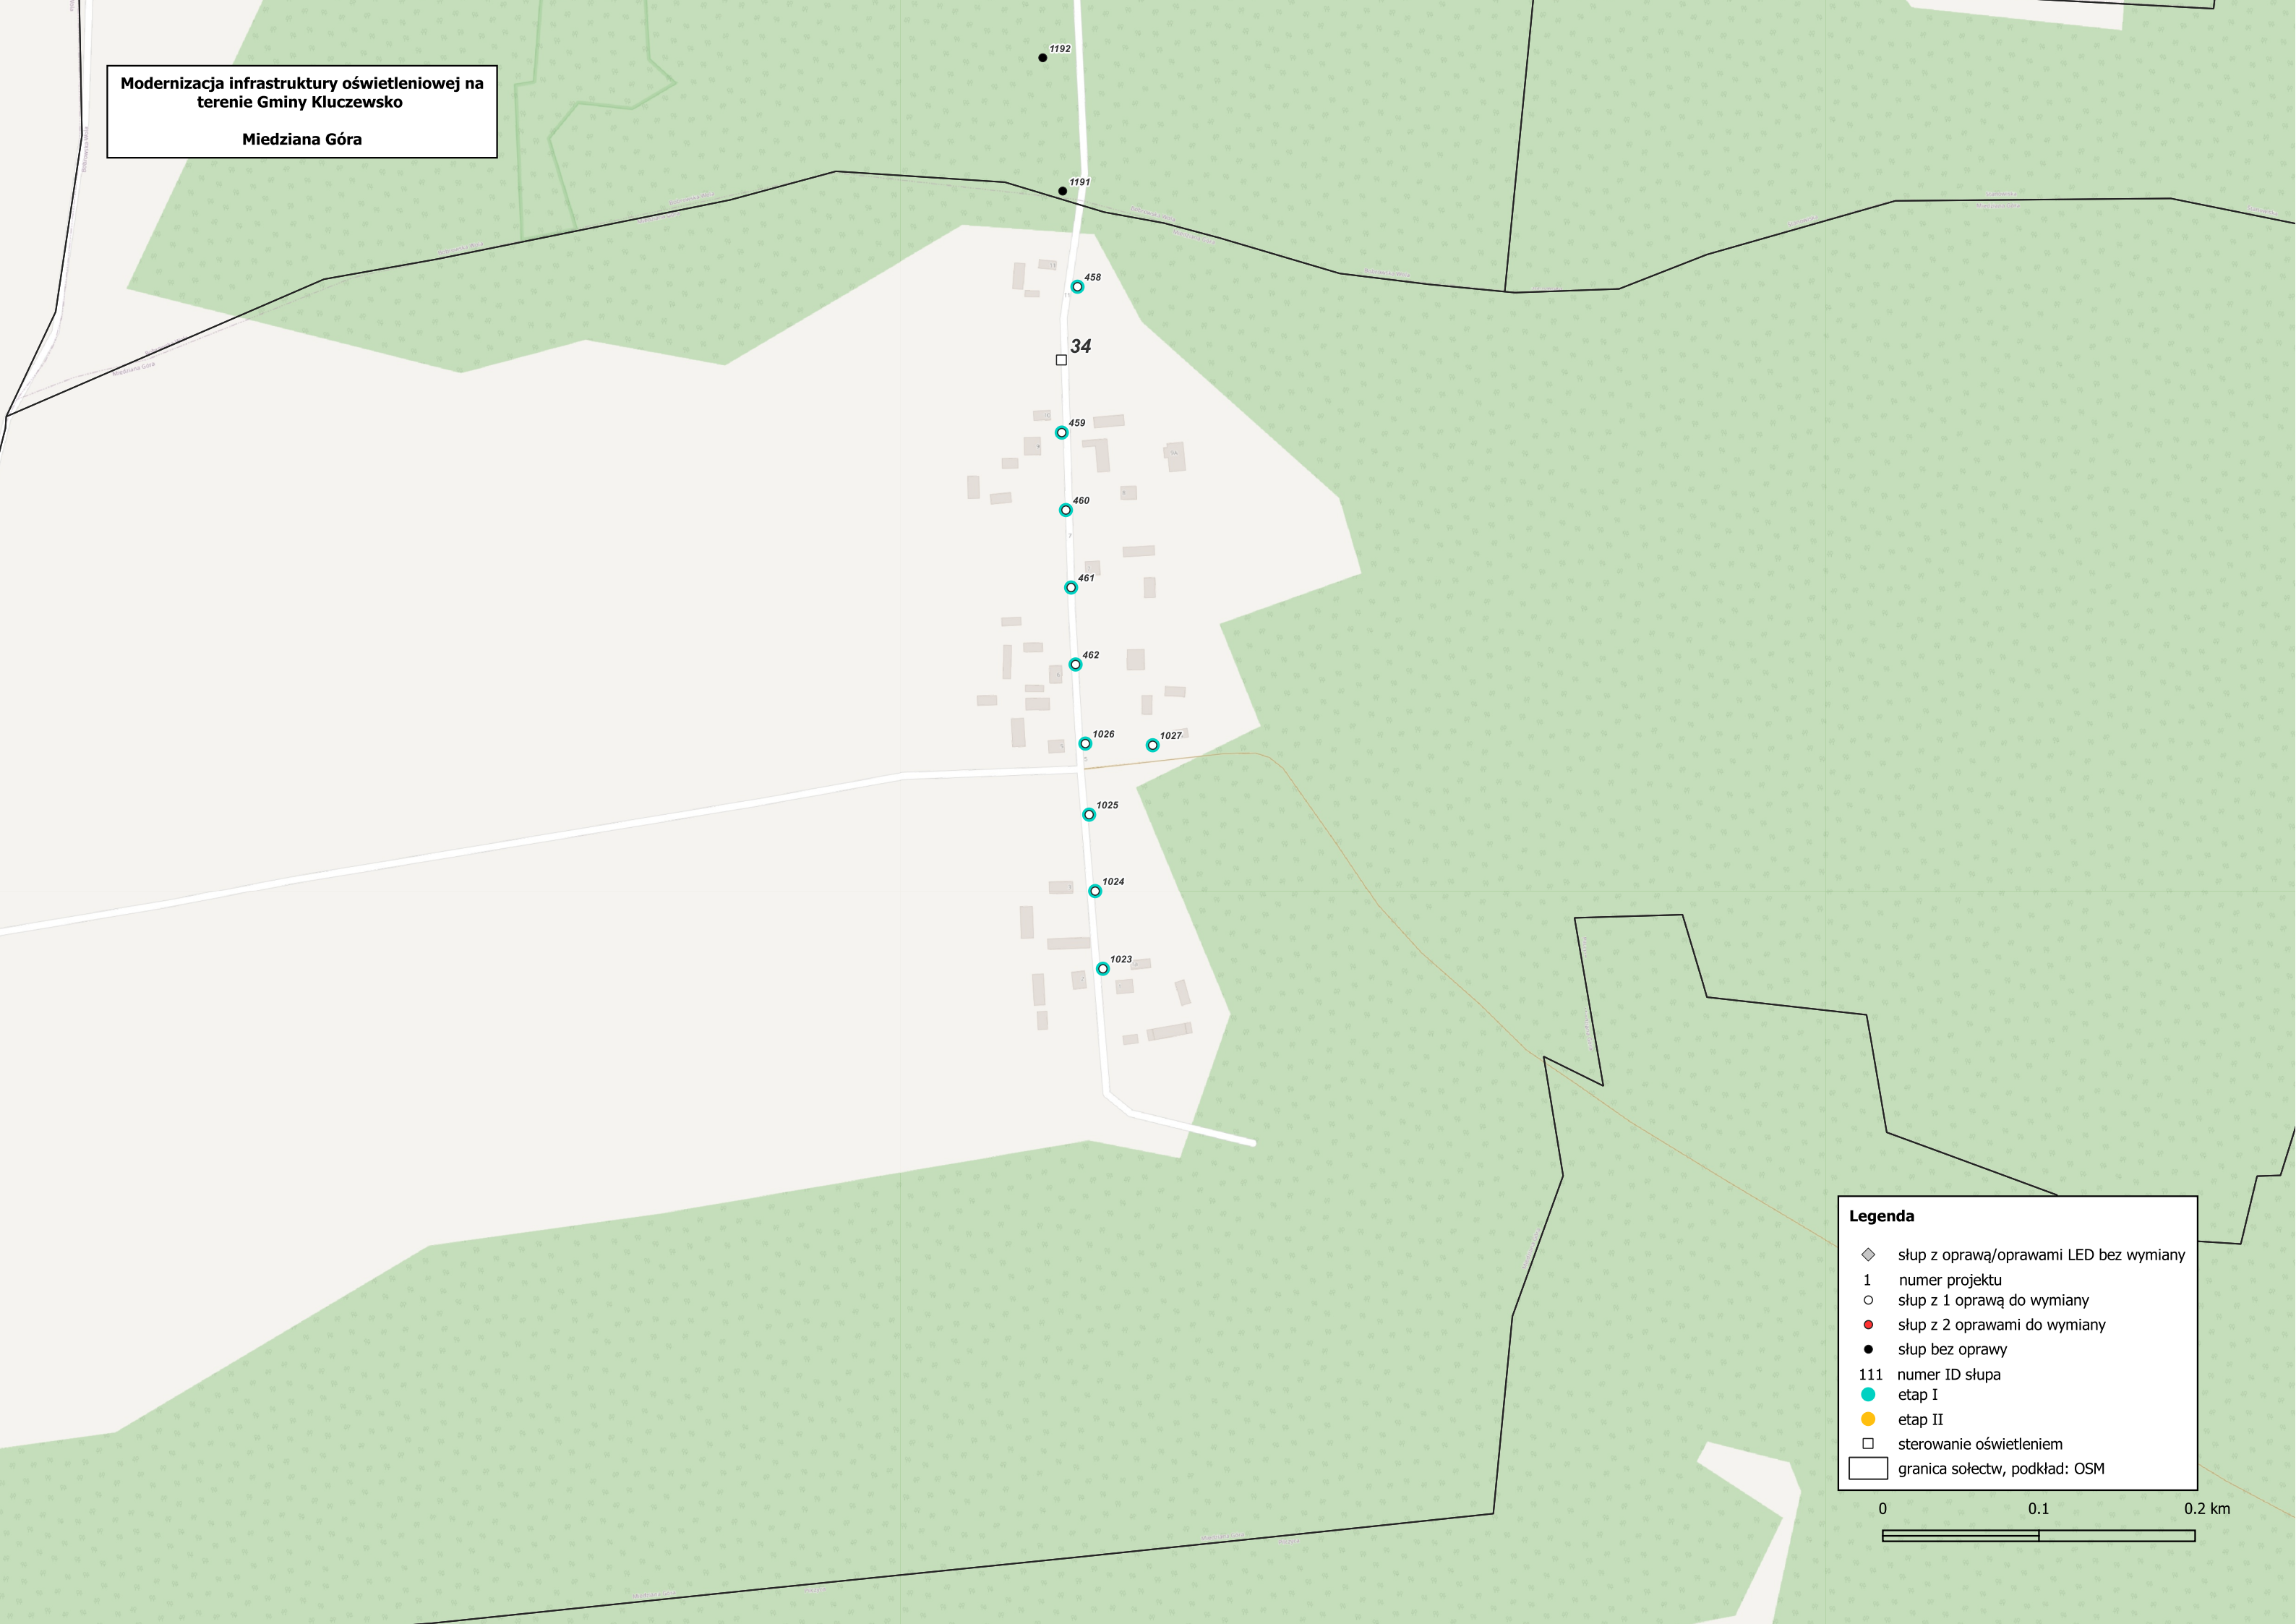 Modernizacja infrastruktury oświetleniowej na
terenie Gminy Kluczewsko
Miedziana Góra
1192
1191
458
34
459
460
7
461
462
1026
1027
1025
1024
1023
Miedziana Góra
Legenda
słup z oprawą/oprawami LED bez wymiany
1 numer projektu
słup z 1 oprawą do wymiany
słup z 2 oprawami do wymiany
słup bez oprawy
111 numer ID słupa
etap I
etap II
sterowanie oświetleniem
granica sołectw, podkład: OSM
0 0.1 0.2 km